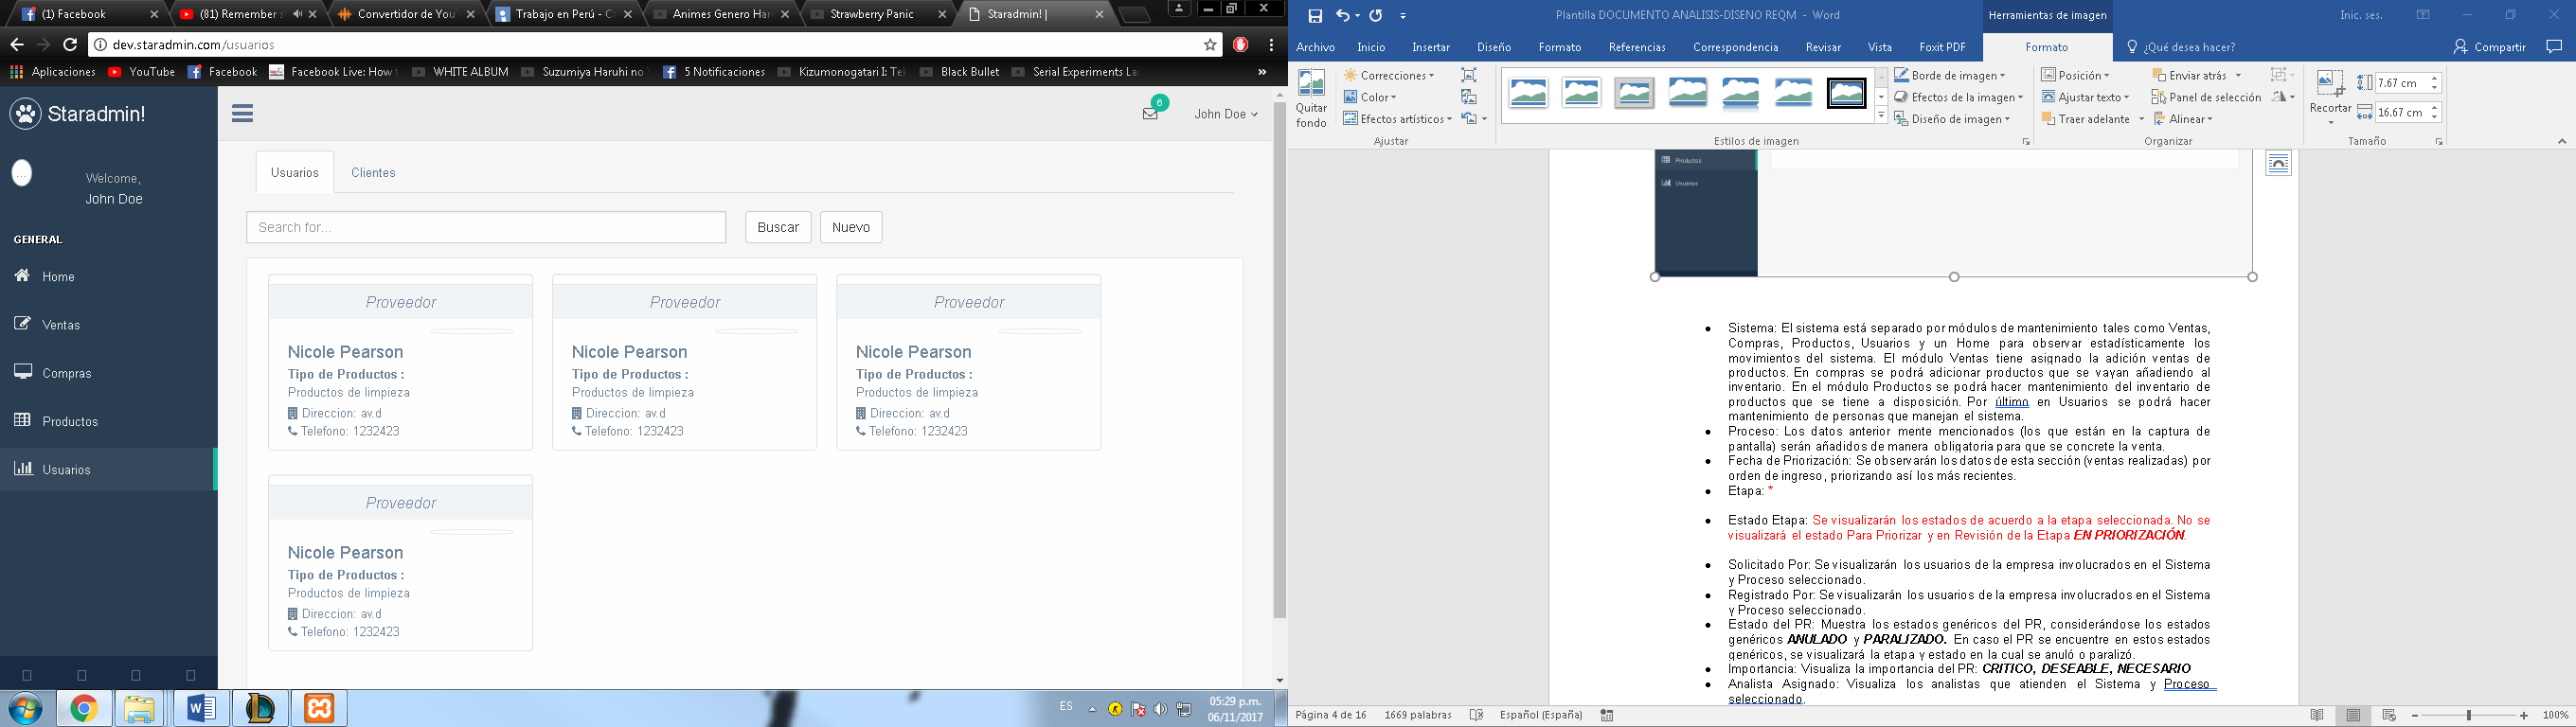 (1) Facebook
(81) Remember s
Convertidor de You
Trabajo en Perú - C
Animes Genero Har
Strawberry Panic
Staradmin! |
dev.staradmin.com/usuarios
Aplicaciones
YouTube
Facebook
Facebook Live: How t
WHITE ALBUM
Suzumiya Haruhi no
5 Notificaciones
Kizumonogatari I: Tek
Black Bullet
Serial Experiments Lai
»
Staradmin!
6
John Doe
...
Welcome,
John Doe
GENERAL
Home
Ventas
Compras
Productos
Usuarios
Usuarios
Clientes
Search for...
Buscar
Nuevo
Proveedor
Nicole Pearson
Tipo de Productos :
Productos de limpieza
Direccion: av.d
Telefono: 1232423
Proveedor
Nicole Pearson
Tipo de Productos :
Productos de limpieza
Direccion: av.d
Telefono: 1232423
Proveedor
Nicole Pearson
Tipo de Productos :
Productos de limpieza
Direccion: av.d
Telefono: 1232423
Proveedor
Nicole Pearson
Tipo de Productos :
Productos de limpieza
Direccion: av.d
Telefono: 1232423
ES
05:29 p.m.
06/11/2017
Plantilla DOCUMENTO ANALISIS-DISENO REQM - Word
Herramientas de imagen
Inic. ses.
Archivo
Inicio
Insertar
Diseño
Formato
Referencias
Correspondencia
Revisar
Vista
Foxit PDF
Formato
¿Qué desea hacer?
Compartir
Quitar fondo
Correcciones
Color
Efectos artísticos
Ajustar
Estilos de imagen
Borde de imagen
Efectos de la imagen
Diseño de imagen
Posición
Ajustar texto
Traer adelante
Enviar atrás
Panel de selección
Alinear
Organizar
Recortar
7.67 cm
16.67 cm
Tamaño
Productos
Usuarios
• Sistema: El sistema está separado por módulos de mantenimiento tales como Ventas,
Compras, Productos, Usuarios y un Home para observar estadísticamente los
movimientos del sistema. El módulo Ventas tiene asignado la adición ventas de
productos. En compras se podrá adicionar productos que se vayan añadiendo al
inventario. En el módulo Productos se podrá hacer mantenimiento del inventario de
productos que se tiene a disposición. Por último en Usuarios se podrá hacer
mantenimiento de personas que manejan el sistema.
• Proceso: Los datos anterior mente mencionados (los que están en la captura de
pantalla) serán añadidos de manera obligatoria para que se concrete la venta.
• Fecha de Priorización: Se observarán los datos de esta sección (ventas realizadas) por
orden de ingreso, priorizando así los más recientes.
• Etapa: *
• Estado Etapa: Se visualizarán los estados de acuerdo a la etapa seleccionada. No se
visualizará el estado Para Priorizar y en Revisión de la Etapa EN PRIORIZACIÓN.
• Solicitado Por: Se visualizarán los usuarios de la empresa involucrados en el Sistema
y Proceso seleccionado.
• Registrado Por: Se visualizarán los usuarios de la empresa involucrados en el Sistema
y Proceso seleccionado.
• Estado del PR: Muestra los estados genéricos del PR, considerándose los estados
genéricos ANULADO y PARALIZADO. En caso el PR se encuentre en estos estados
genéricos, se visualizará la etapa y estado en la cual se anuló o paralizó.
• Importancia: Visualiza la importancia del PR: CRITICO, DESEABLE, NECESARIO
• Analista Asignado: Visualiza los analistas que atienden el Sistema y Proceso
seleccionado.
Página 4 de 16
1669 palabras
Español (España)
100%